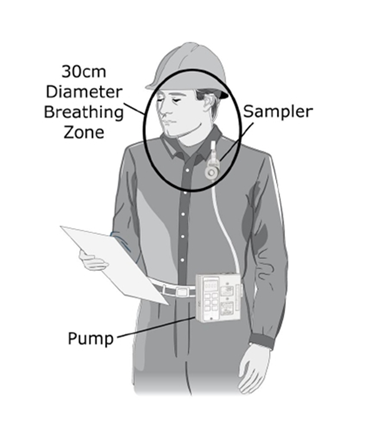 30cm
Diameter
Breathing
Zone
Sampler
Pump